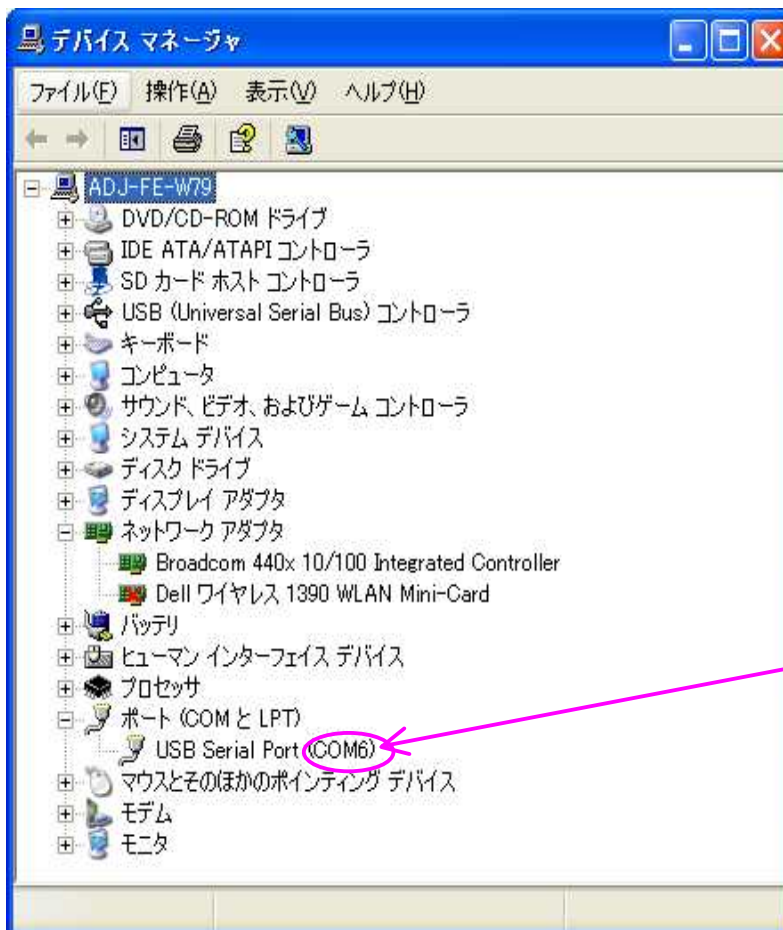 デバイス マネージャ
ファイル(F) 操作(A) 表示(V) ヘルプ(H)
ADJ-FE-W79
DVD/CD-ROM ドライブ
IDE ATA/ATAPI コントローラ
SD カード ホスト コントローラ
USB (Universal Serial Bus) コントローラ
キーボード
コンピュータ
サウンド、ビデオ、およびゲーム コントローラ
システム デバイス
ディスク ドライブ
ディスプレイ アダプタ
ネットワーク アダプタ
Broadcom 440x 10/100 Integrated Controller
Dell ワイヤレス 1390 WLAN Mini-Card
バッテリ
ヒューマン インターフェイス デバイス
プロセッサ
ポート (COM と LPT)
USB Serial Port (COM6)
マウスとそのほかのポインティング デバイス
モデム
モニタ